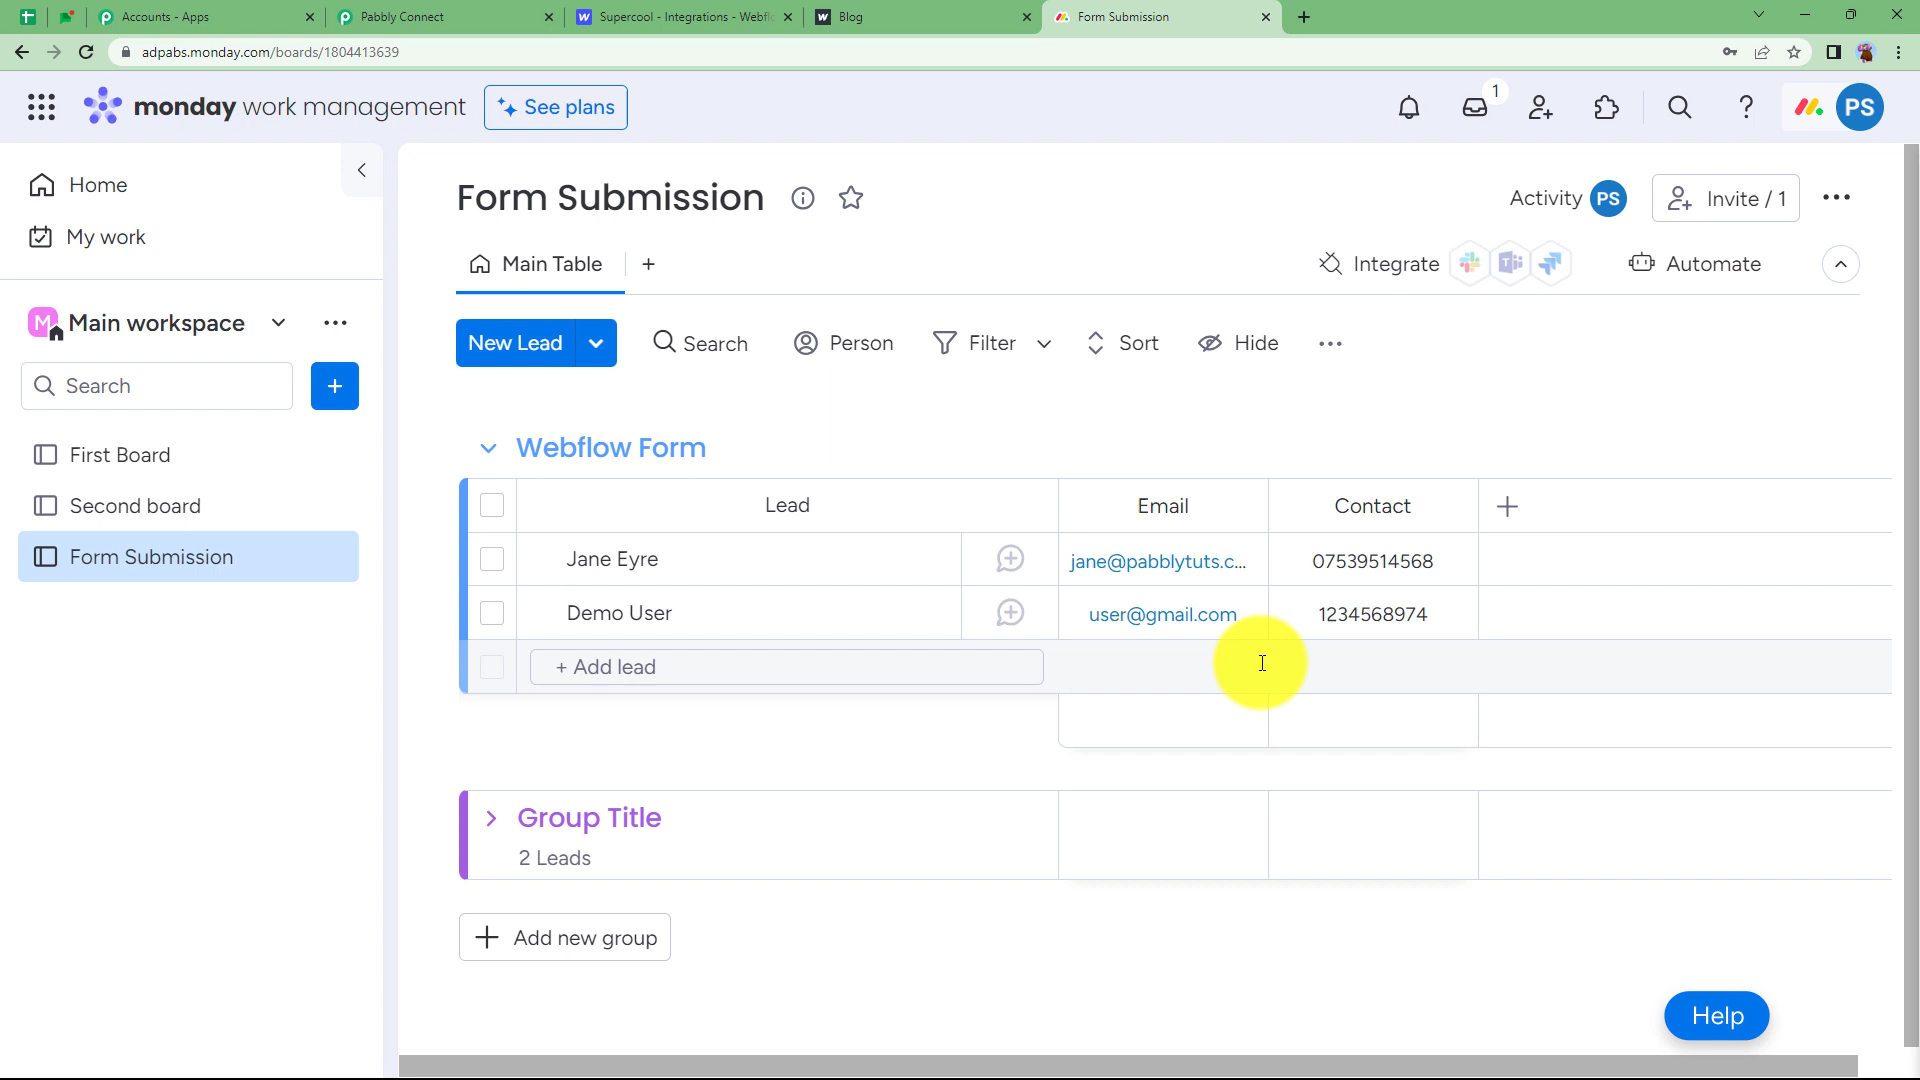 Accounts - Apps
Pabbly Connect
Supercool - Integrations - Webfl
Blog
Form Submission
adpabs.monday.com/boards/1804413639
monday work management
See plans
1
PS
Home
My work
Form Submission
Activity PS
Invite / 1
Main Table
+
Integrate
Automate
M Main workspace
New Lead
Search
Person
Filter
Sort
Hide
Search
+
Webflow Form
First Board
Second board
Form Submission
Lead Email Contact
Jane Eyre jane@pabblytuts.c... 07539514568
Demo User user@gmail.com 1234568974
+ Add lead
Group Title
2 Leads
Add new group
Help